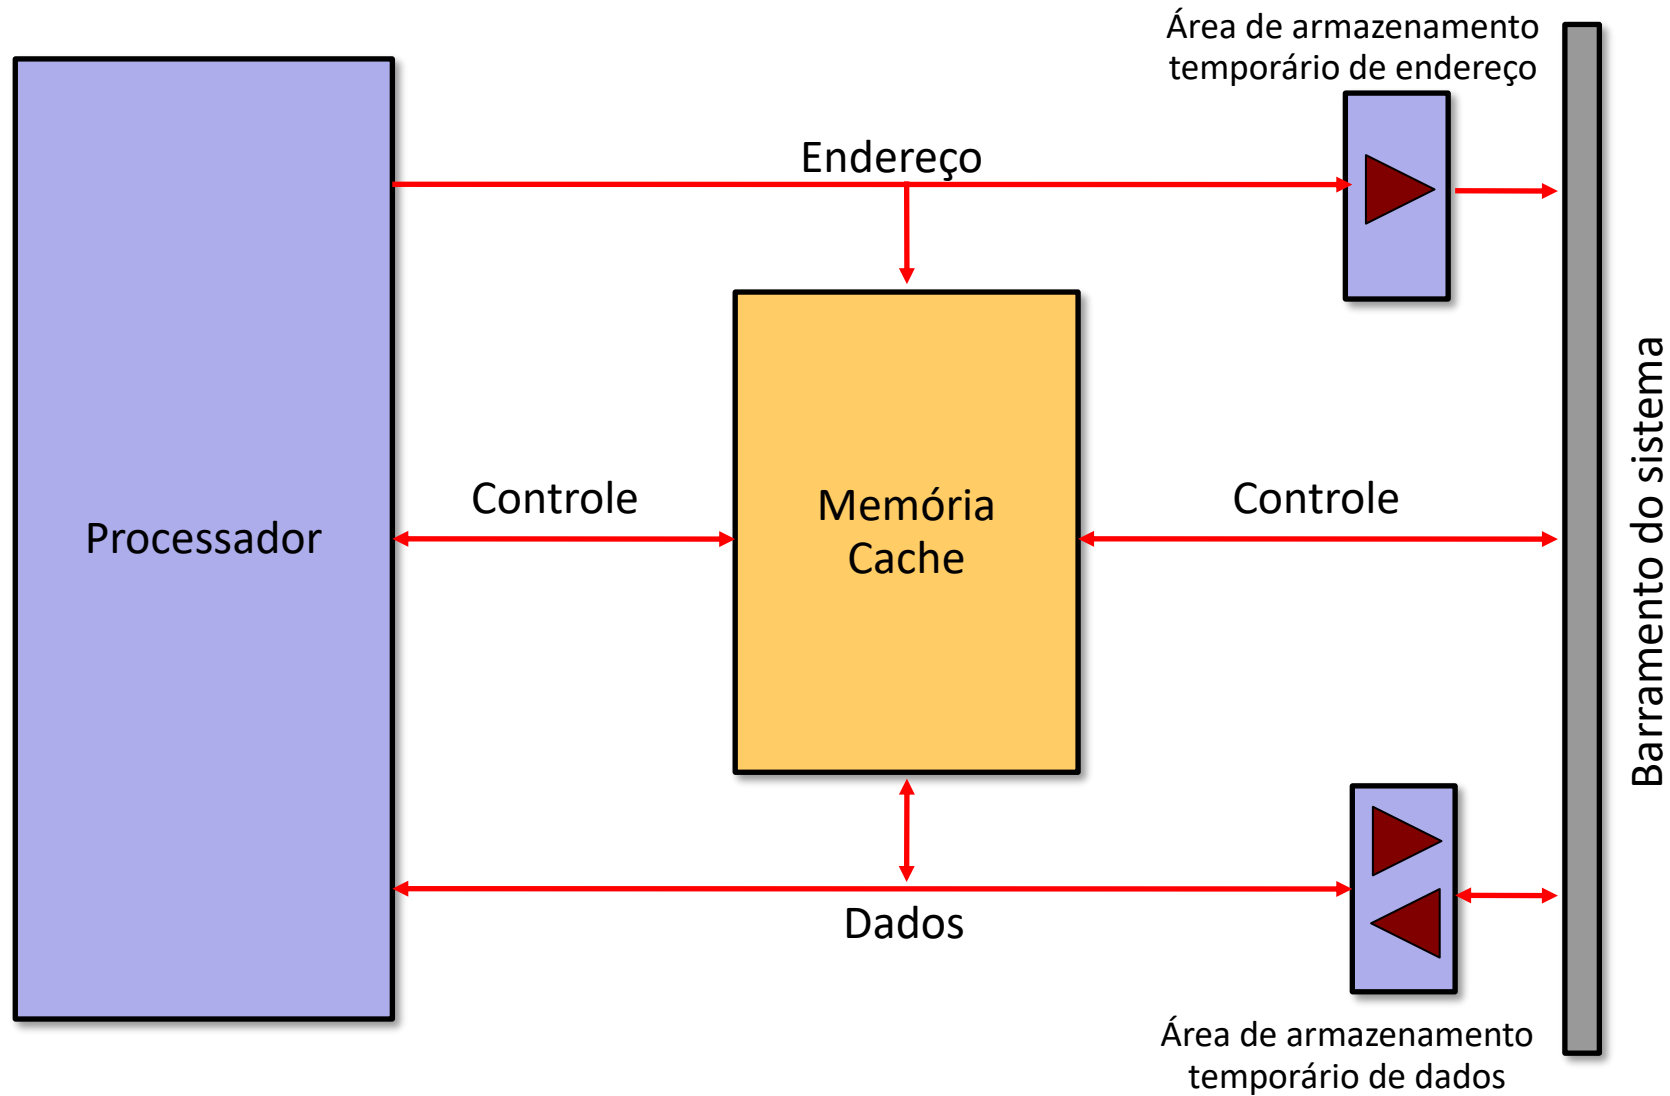 Área de armazenamento
temporário de endereço
Endereço
Processador
Controle
Memória
Cache
Controle
Barramento do sistema
Dados
Área de armazenamento
temporário de dados